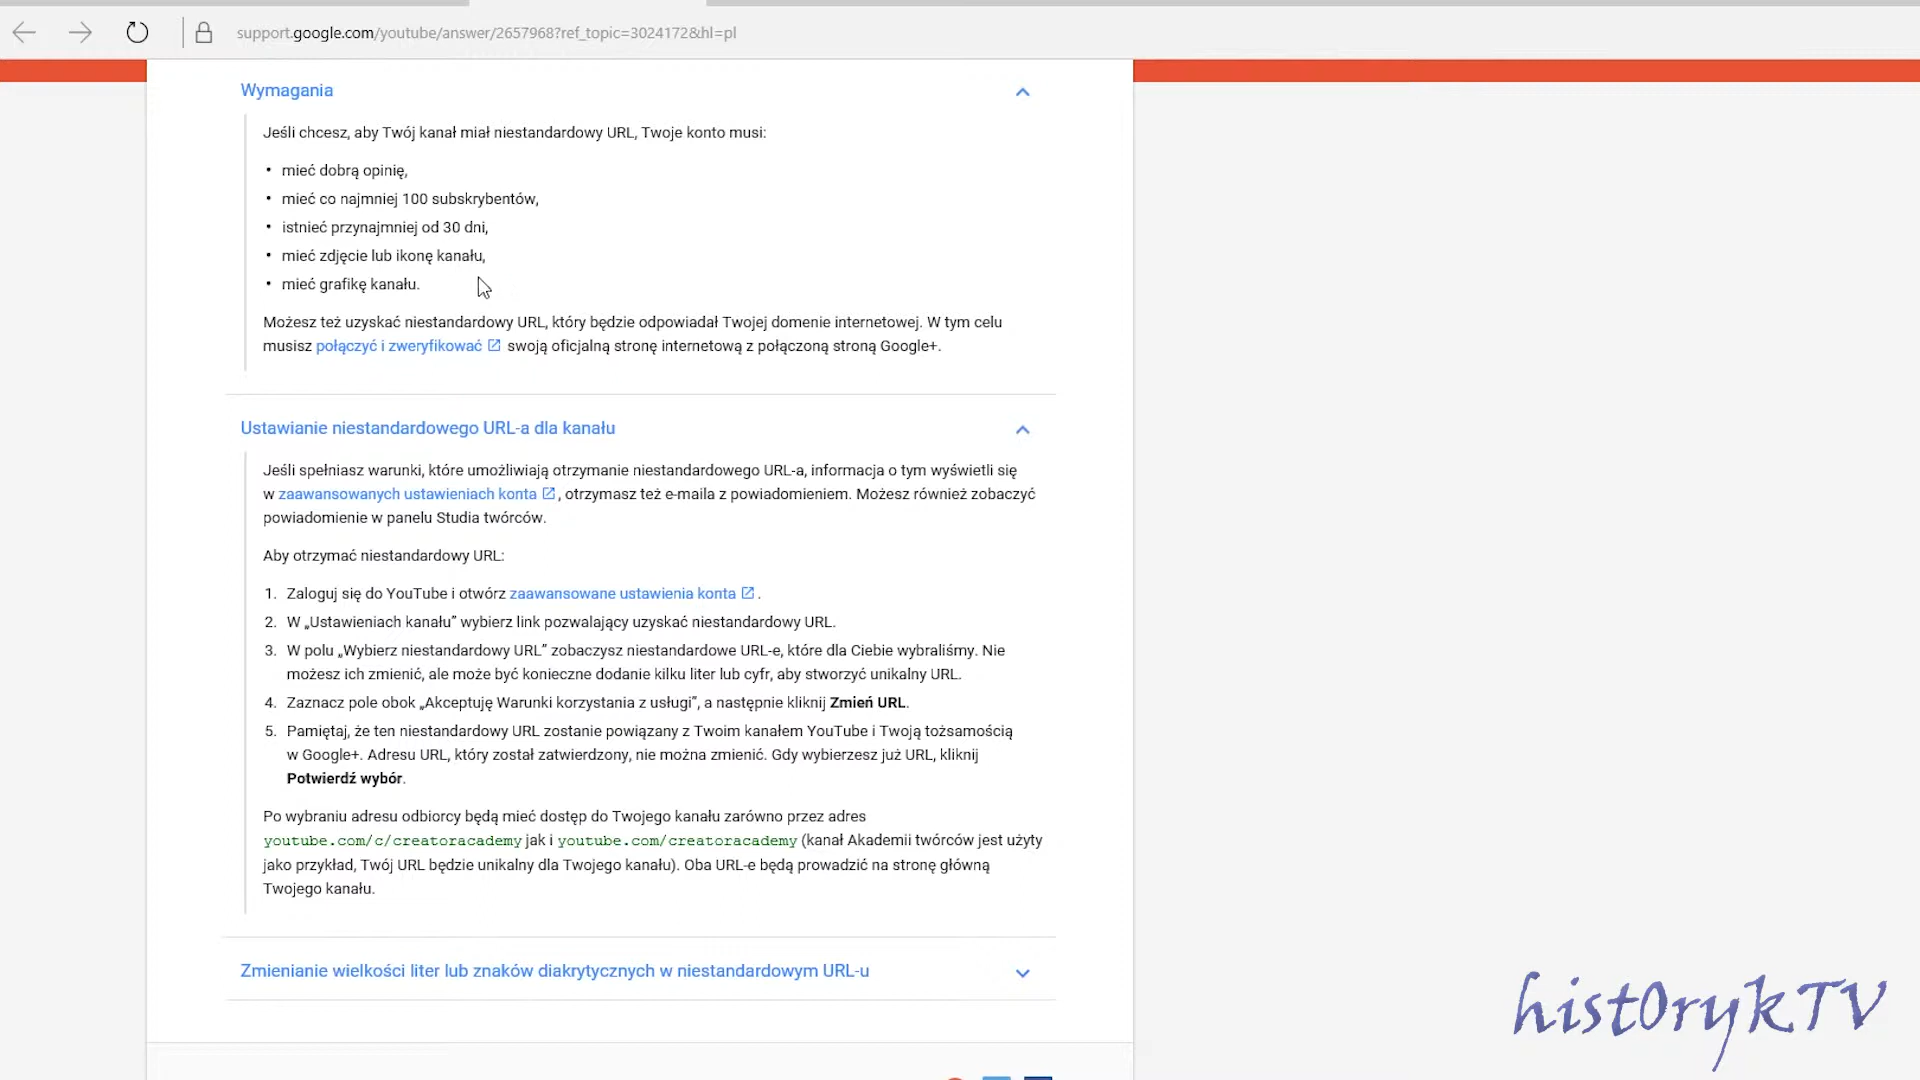 support.google.com/youtube/answer/2657968?ref_topic=3024172&hl=pl
Wymagania
Jeśli chcesz, aby Twój kanał miał niestandardowy URL, Twoje konto musi:
• mieć dobrą opinię,
• mieć co najmniej 100 subskrybentów,
• istnieć przynajmniej od 30 dni,
• mieć zdjęcie lub ikonę kanału,
• mieć grafikę kanału.
Możesz też uzyskać niestandardowy URL, który będzie odpowiadał Twojej domenie internetowej. W tym celu
musisz połączyć i zweryfikować swoją oficjalną stronę internetową z połączoną stroną Google+.
Ustawianie niestandardowego URL-a dla kanału
Jeśli spełniasz warunki, które umożliwiają otrzymanie niestandardowego URL-a, informacja o tym wyświetli się
w zaawansowanych ustawieniach konta , otrzymasz też e-maila z powiadomieniem. Możesz również zobaczyć
powiadomienie w panelu Studia twórców.
Aby otrzymać niestandardowy URL:
1. Zaloguj się do YouTube i otwórz zaawansowane ustawienia konta .
2. W „Ustawieniach kanału” wybierz link pozwalający uzyskać niestandardowy URL.
3. W polu „Wybierz niestandardowy URL” zobaczysz niestandardowe URL-e, które dla Ciebie wybraliśmy. Nie
możesz ich zmienić, ale może być konieczne dodanie kilku liter lub cyfr, aby stworzyć unikalny URL.
4. Zaznacz pole obok „Akceptuję Warunki korzystania z usługi”, a następnie kliknij Zmień URL.
5. Pamiętaj, że ten niestandardowy URL zostanie powiązany z Twoim kanałem YouTube i Twoją tożsamością
w Google+. Adresu URL, który został zatwierdzony, nie można zmienić. Gdy wybierzesz już URL, kliknij
Potwierdź wybór.
Po wybraniu adresu odbiorcy będą mieć dostęp do Twojego kanału zarówno przez adres
youtube.com/c/creatoracademy jak i youtube.com/creatoracademy (kanał Akademii twórców jest użyty
jako przykład, Twój URL będzie unikalny dla Twojego kanału). Oba URL-e będą prowadzić na stronę główną
Twojego kanału.
Zmienianie wielkości liter lub znaków diakrytycznych w niestandardowym URL-u
hist0rykTV